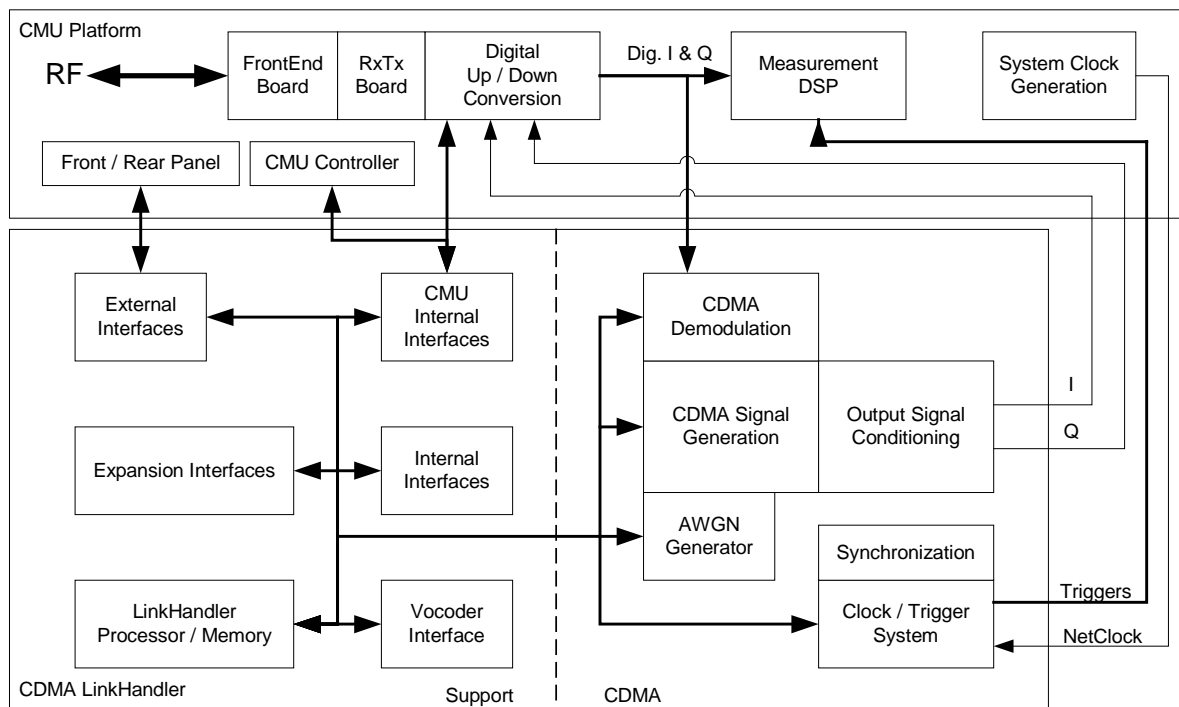 CMU Platform
RF
FrontEnd
Board
RxTx
Board
Digital
Up / Down
Conversion
Dig. I & Q
Measurement
DSP
System Clock
Generation
Front / Rear Panel
CMU Controller
External
Interfaces
CMU
Internal
Interfaces
CDMA
Demodulation
CDMA Signal
Generation
Output Signal
Conditioning
I
Q
Expansion Interfaces
Internal
Interfaces
AWGN
Generator
Synchronization
LinkHandler
Processor / Memory
Vocoder
Interface
Clock / Trigger
System
Triggers
NetClock
CDMA LinkHandler
Support
CDMA